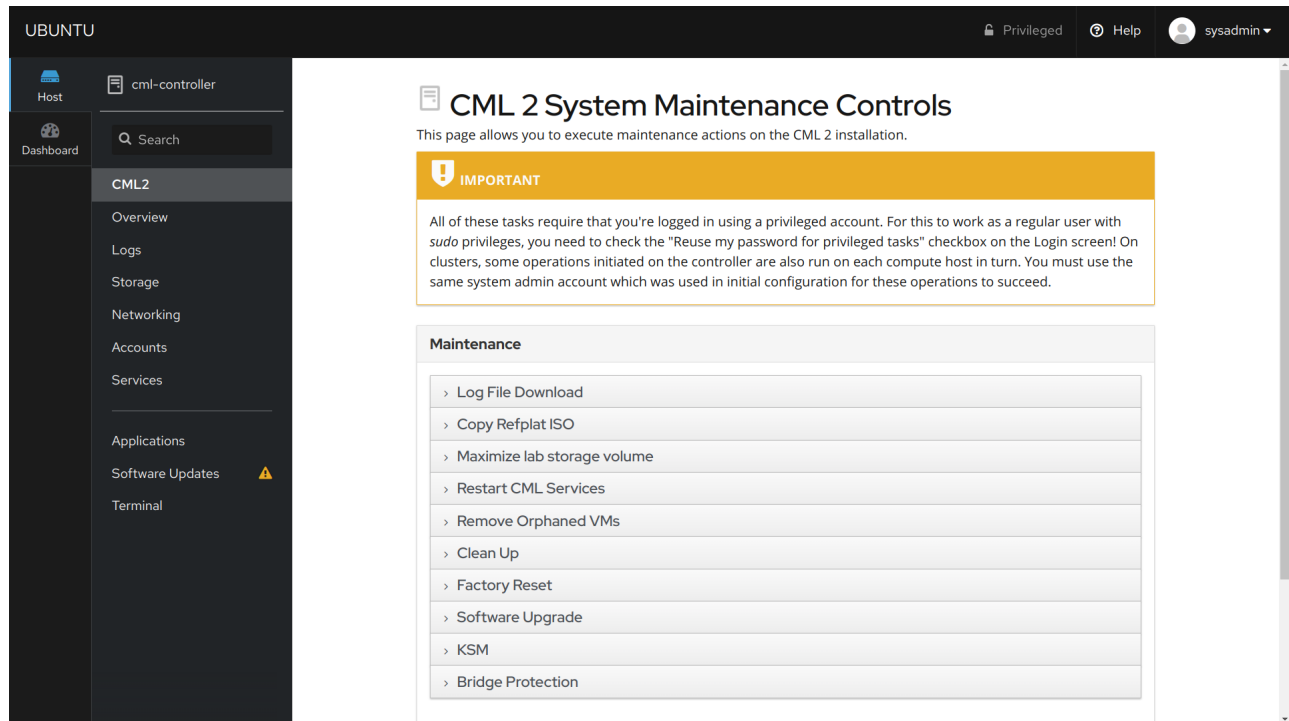 UBUNTU
Privileged
Help
sysadmin
Host
Dashboard
cml-controller
Search
CML2
Overview
Logs
Storage
Networking
Accounts
Services
Applications
Software Updates
Terminal
CML 2 System Maintenance Controls
This page allows you to execute maintenance actions on the CML 2 installation.
IMPORTANT
All of these tasks require that you're logged in using a privileged account. For this to work as a regular user with
sudo privileges, you need to check the "Reuse my password for privileged tasks" checkbox on the Login screen! On
clusters, some operations initiated on the controller are also run on each compute host in turn. You must use the
same system admin account which was used in initial configuration for these operations to succeed.
Maintenance
Log File Download
Copy Refplat ISO
Maximize lab storage volume
Restart CML Services
Remove Orphaned VMs
Clean Up
Factory Reset
Software Upgrade
KSM
Bridge Protection